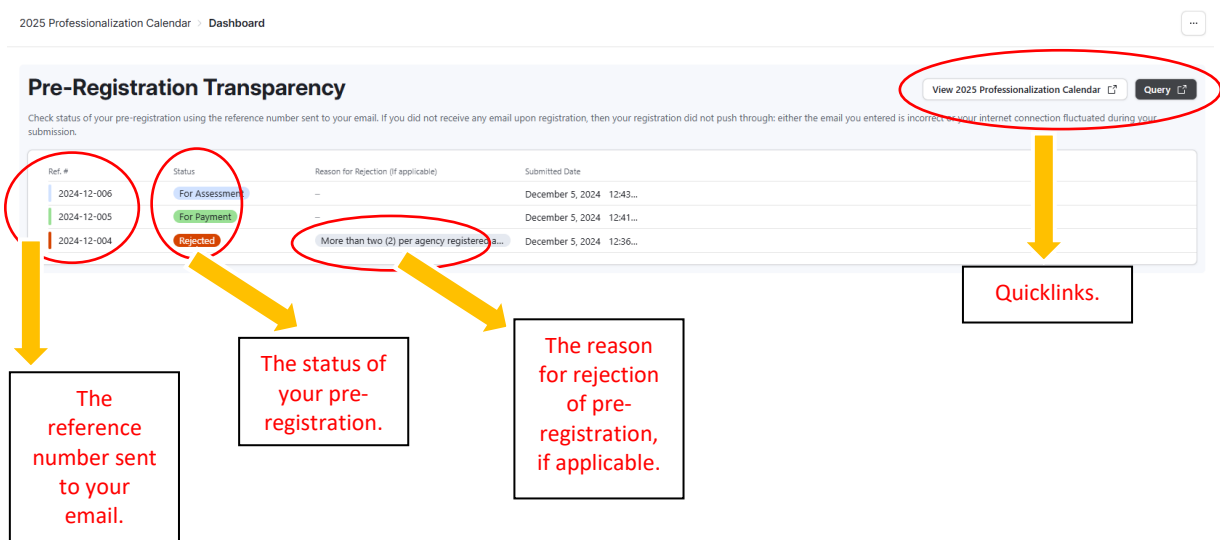 2025 Professionalization Calendar > Dashboard
...
Pre-Registration Transparency
View 2025 Professionalization Calendar
Query
Check status of your pre-registration using the reference number sent to your email. If you did not receive any email upon registration, then your registration did not push through: either the email you entered is incorrect or your internet connection fluctuated during your
submission.
Ref. # Status Reason for Rejection (If applicable) Submitted Date
2024-12-006 For Assessment – December 5, 2024 12:43...
2024-12-005 For Payment – December 5, 2024 12:41...
2024-12-004 Rejected More than two (2) per agency registered a... December 5, 2024 12:36...
Quicklinks.
The reason
for rejection
of pre-
registration,
if applicable.
The status of
your pre-
registration.
The
reference
number sent
to your
email.